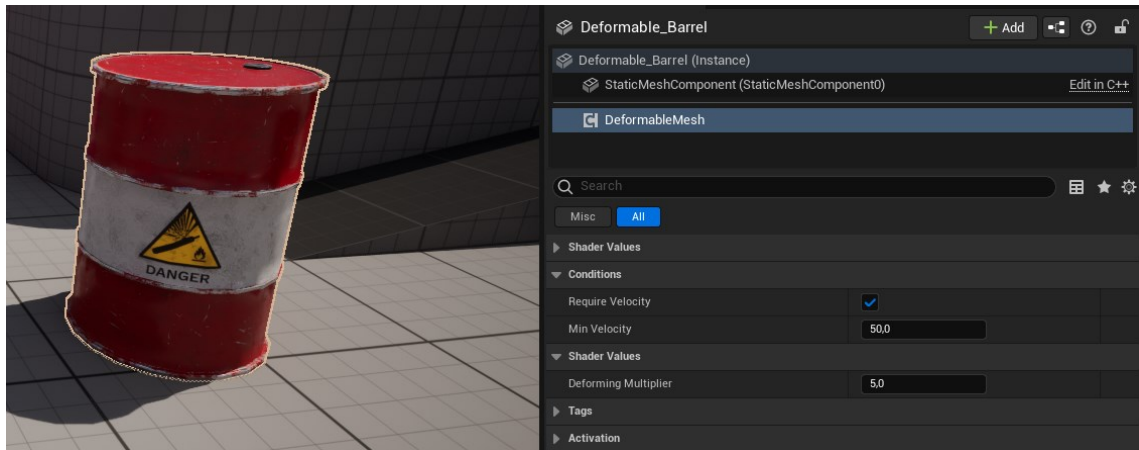 DANGER
Deformable_Barrel
+ Add
Deformable_Barrel (Instance)
StaticMeshComponent (StaticMeshComponent0) Edit in C++
DeformableMesh
Search
Misc All
Shader Values
Conditions
Require Velocity
Min Velocity 50,0
Shader Values
Deforming Multiplier 5,0
Tags
Activation